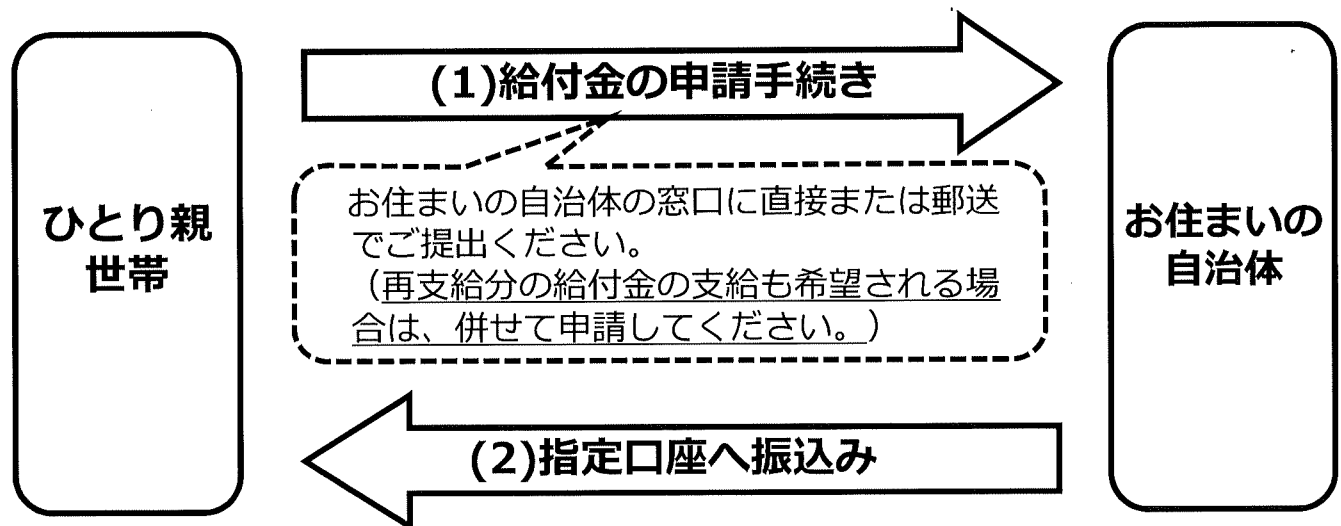 ひとり親
世帯
(1)給付金の申請手続き
お住まいの自治体の窓口に直接または郵送
でご提出ください。
（再支給分の給付金の支給も希望される場
合は、併せて申請してください。）
(2)指定口座へ振込み
お住まいの
自治体